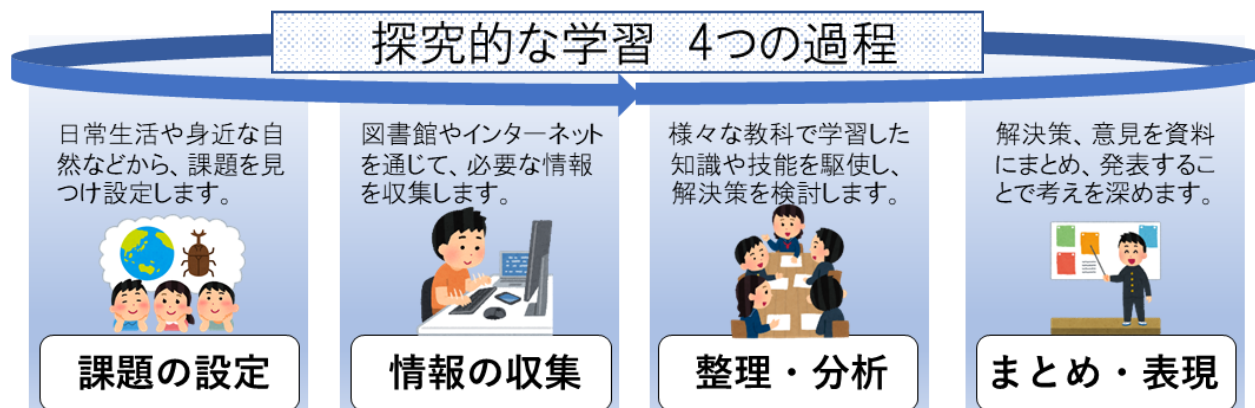 探究的な学習 4つの過程
日常生活や身近な自
然などから、課題を見
つけ設定します。
課題の設定
図書館やインターネット
を通じて、必要な情報
を収集します。
情報の収集
様々な教科で学習した
知識や技能を駆使し、
解決策を検討します。
整理・分析
解決策、意見を資料
にまとめ、発表するこ
とで考えを深めます。
まとめ・表現